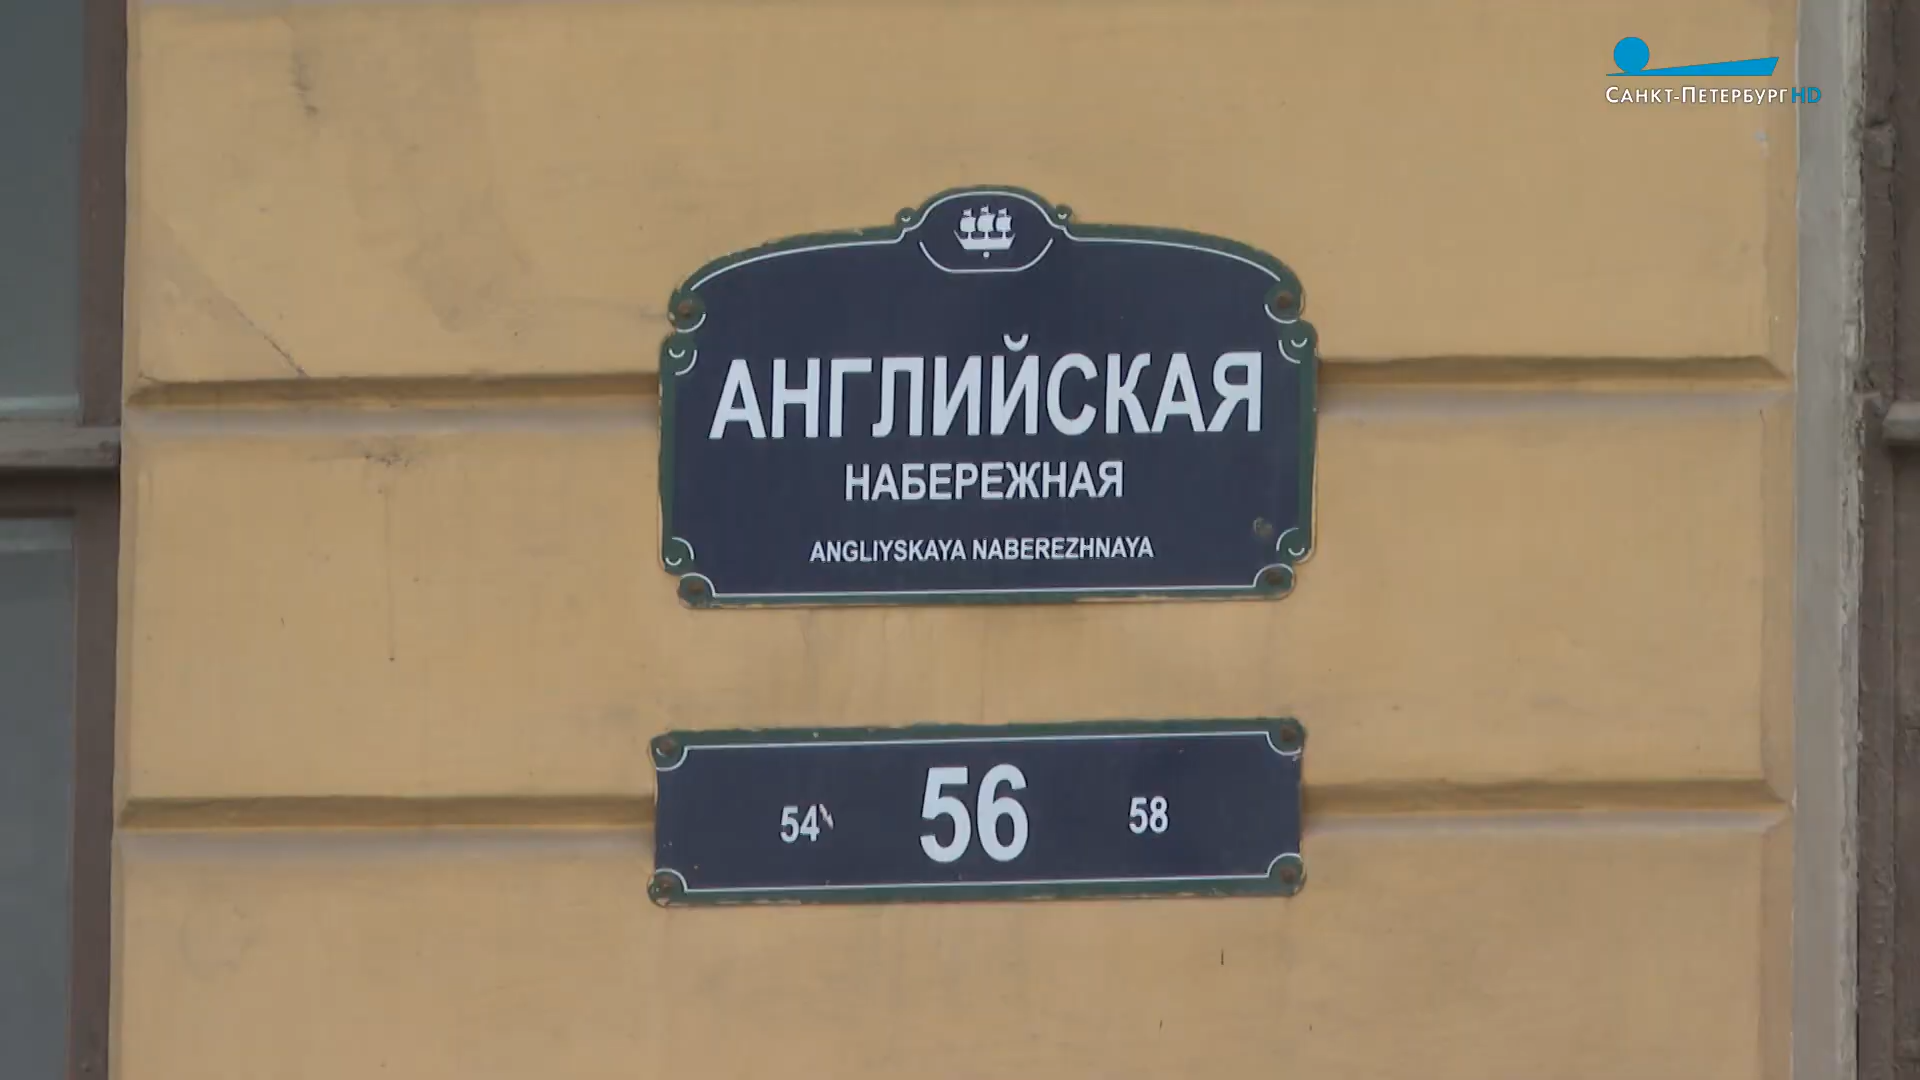 Санкт-Петербург HD
АНГЛИЙСКАЯ
НАБЕРЕЖНАЯ
ANGLIYSKAYA NABEREZHNAYA
54 56 58